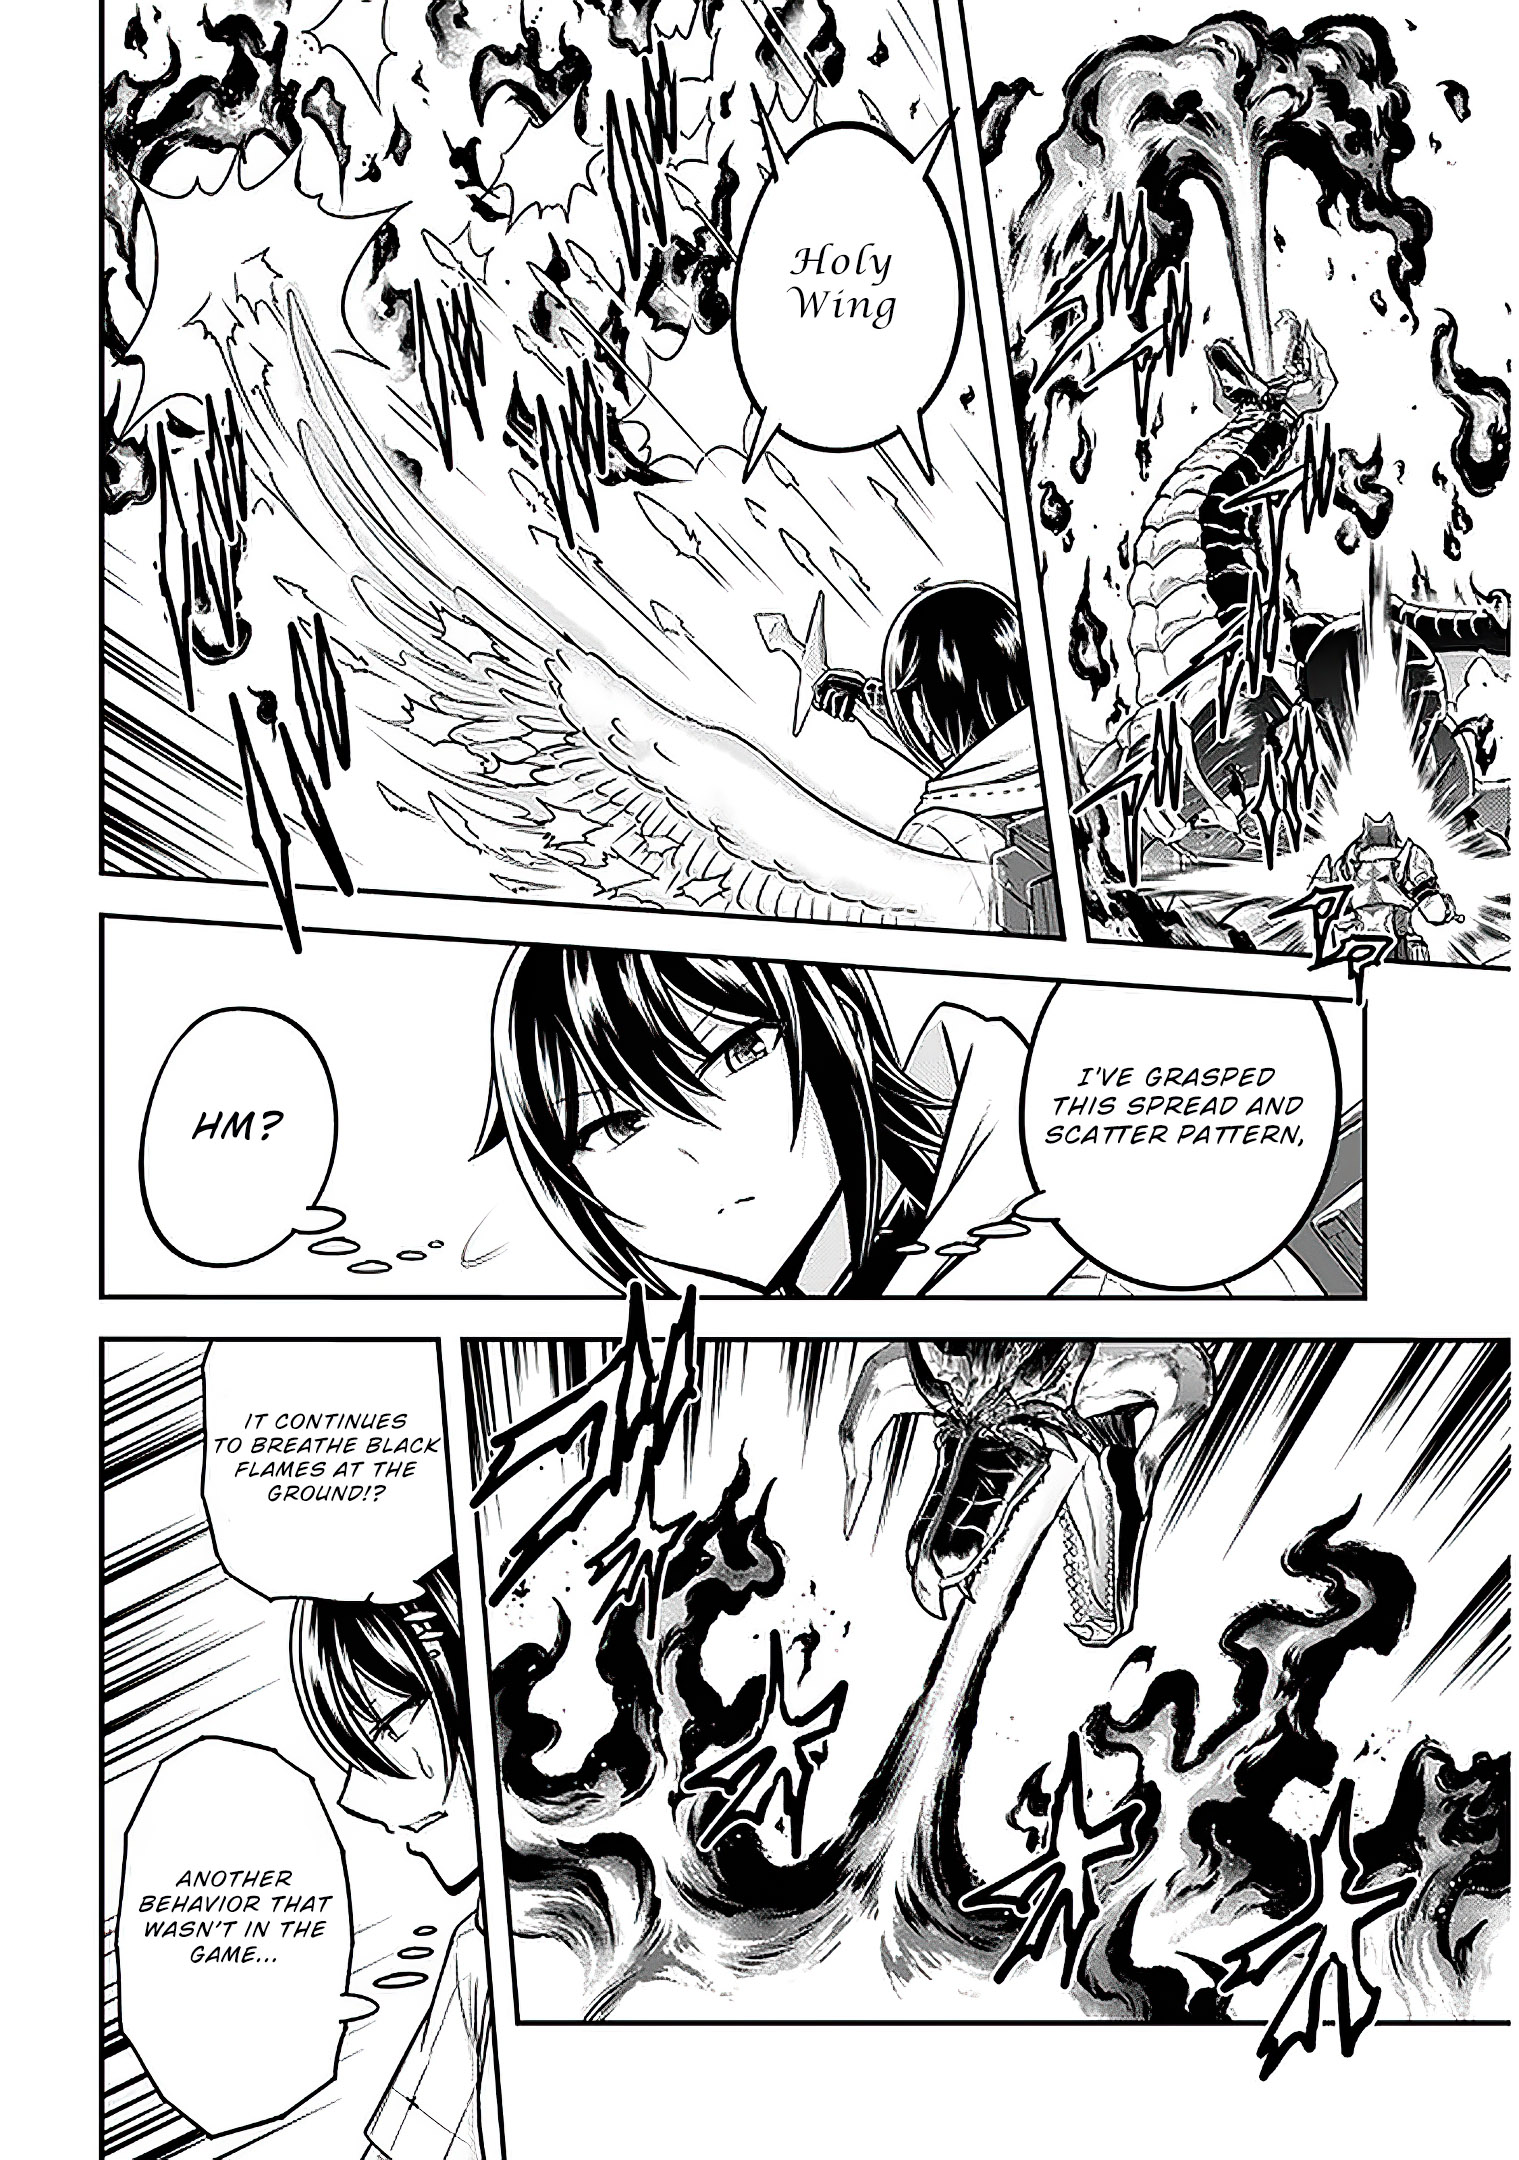 Holy
Wing
I'VE GRASPED
THIS SPREAD AND
SCATTER PATTERN,
HM?
IT CONTINUES
TO BREATHE BLACK
FLAMES AT THE
GROUND!?
ANOTHER
BEHAVIOR THAT
WASN'T IN THE
GAME...